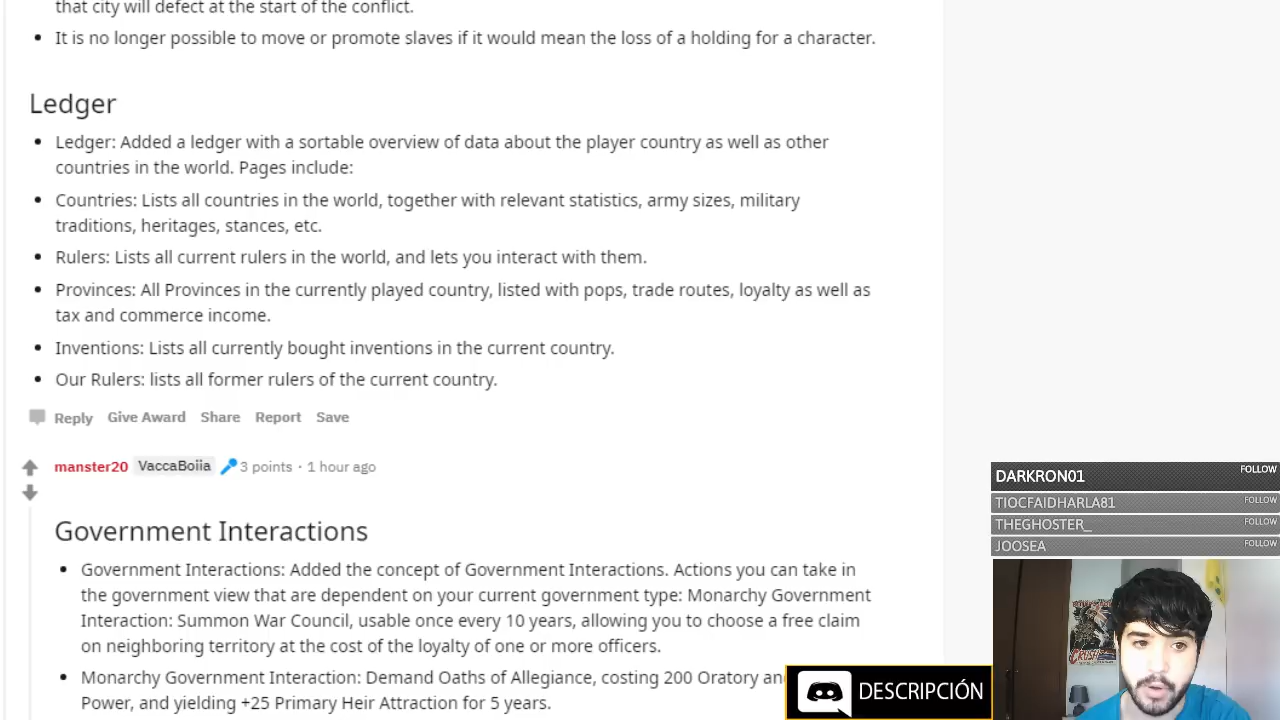 that city will defect at the start of the conflict.
• It is no longer possible to move or promote slaves if it would mean the loss of a holding for a character.
Ledger
• Ledger: Added a ledger with a sortable overview of data about the player country as well as other
countries in the world. Pages include:
• Countries: Lists all countries in the world, together with relevant statistics, army sizes, military
traditions, heritages, stances, etc.
• Rulers: Lists all current rulers in the world, and lets you interact with them.
• Provinces: All Provinces in the currently played country, listed with pops, trade routes, loyalty as well as
tax and commerce income.
• Inventions: Lists all currently bought inventions in the current country.
• Our Rulers: lists all former rulers of the current country.
Reply Give Award Share Report Save
manster20 VaccaBoiia 3 points · 1 hour ago
Government Interactions
• Government Interactions: Added the concept of Government Interactions. Actions you can take in
the government view that are dependent on your current government type: Monarchy Government
Interaction: Summon War Council, usable once every 10 years, allowing you to choose a free claim
on neighboring territory at the cost of the loyalty of one or more officers.
• Monarchy Government Interaction: Demand Oaths of Allegiance, costing 200 Oratory
Power, and yielding +25 Primary Heir Attraction for 5 years.
DARKRON01 FOLLOW
TIOCFAIDHARLA81 FOLLOW
THEGHOSTER_ FOLLOW
JOOSEA FOLLOW
DESCRIPCIÓN